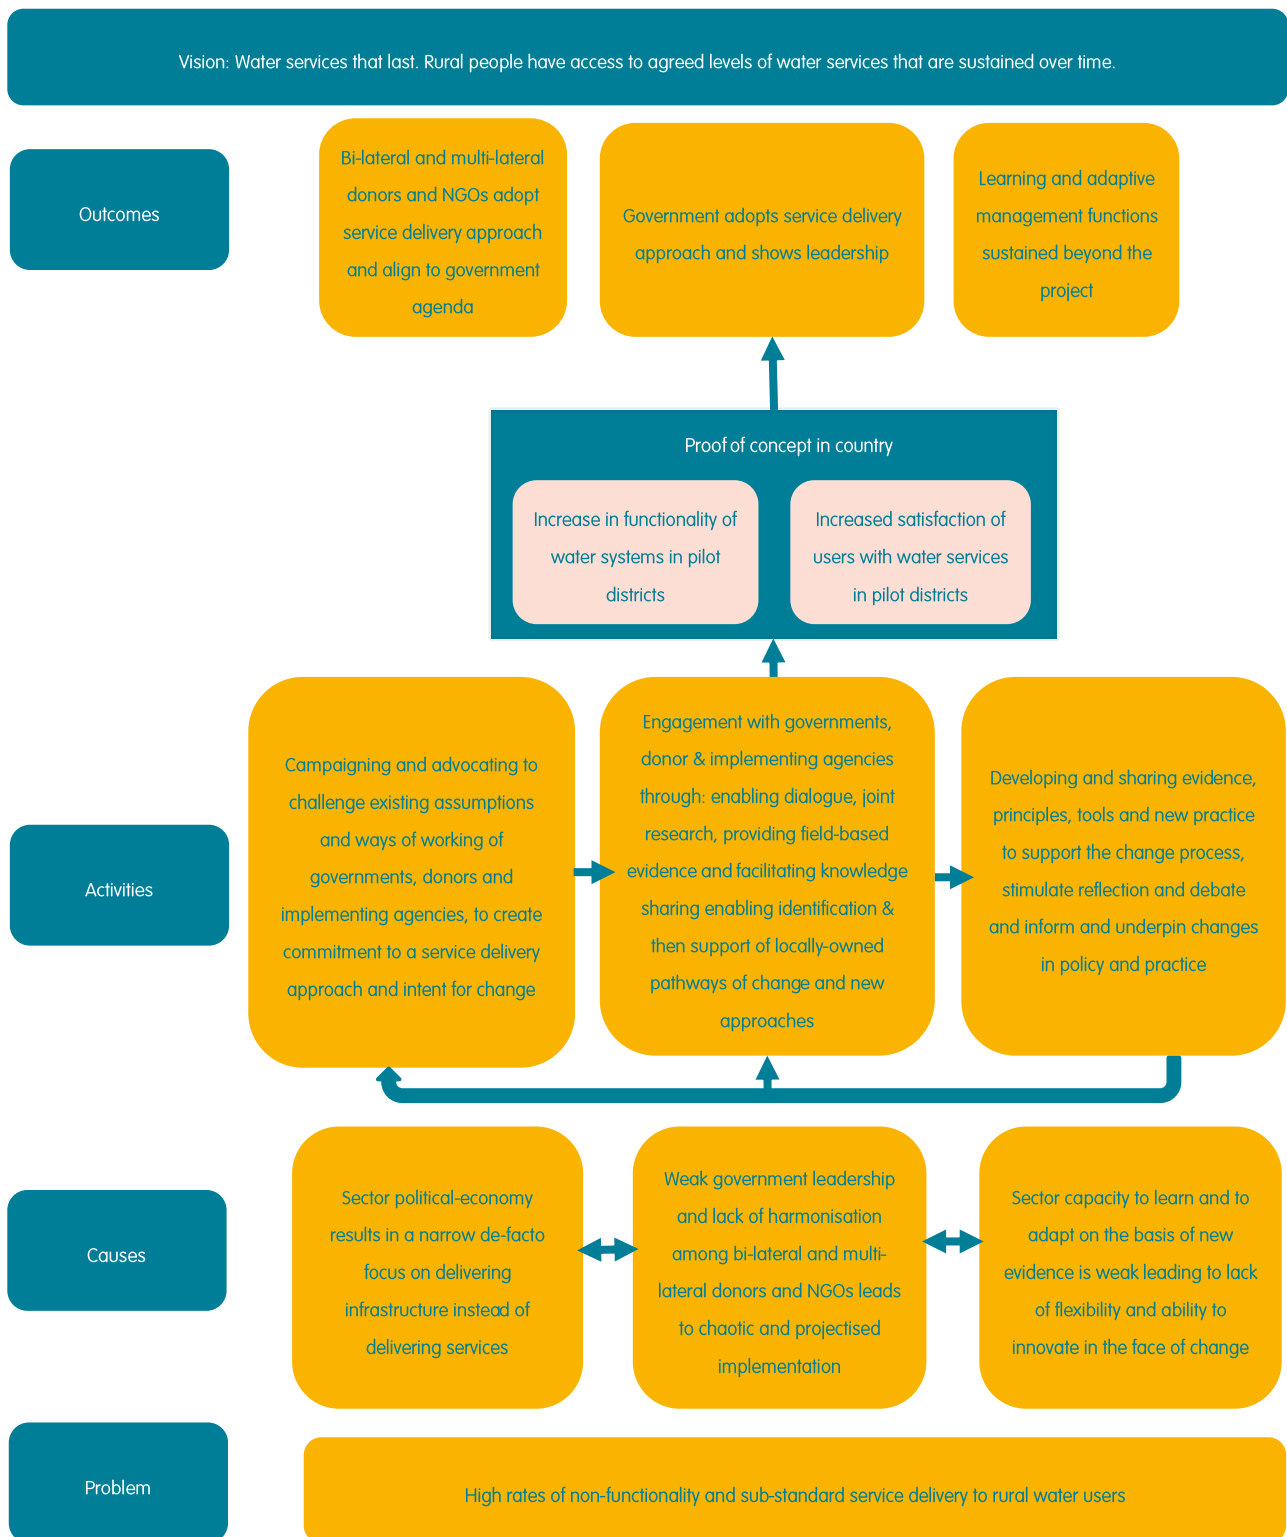 Vision: Water services that last. Rural people have access to agreed levels of water services that are sustained over time.
Outcomes
Bi-lateral and multi-lateral
donors and NGOs adopt
service delivery approach
and align to government
agenda
Government adopts service delivery
approach and shows leadership
Learning and adaptive
management functions
sustained beyond the
project
Proof of concept in country
Increase in functionality of
water systems in pilot
districts
Increased satisfaction of
users with water services
in pilot districts
Activities
Campaigning and advocating to
challenge existing assumptions
and ways of working of
governments, donors and
implementing agencies, to create
commitment to a service delivery
approach and intent for change
Engagement with governments,
donor & implementing agencies
through: enabling dialogue, joint
research, providing field-based
evidence and facilitating knowledge
sharing enabling identification &
then support of locally-owned
pathways of change and new
approaches
Developing and sharing evidence,
principles, tools and new practice
to support the change process,
stimulate reflection and debate
and inform and underpin changes
in policy and practice
Causes
Sector political-economy
results in a narrow de-facto
focus on delivering
infrastructure instead of
delivering services
Weak government leadership
and lack of harmonisation
among bi-lateral and multi-
lateral donors and NGOs leads
to chaotic and projectised
implementation
Sector capacity to learn and to
adapt on the basis of new
evidence is weak leading to lack
of flexibility and ability to
innovate in the face of change
Problem
High rates of non-functionality and sub-standard service delivery to rural water users